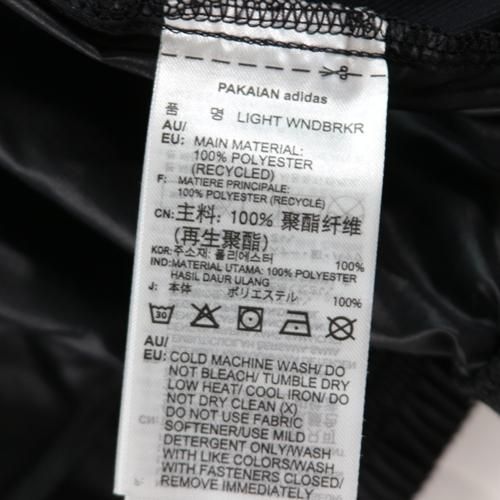 PAKAIAN adidas
품 명 LIGHT WNDBRKR
AU/
EU: MAIN MATERIAL:
100% POLYESTER
(RECYCLED)
F: MATIERE PRINCIPALE:
100% POLYESTER (RECYCLÉ)
CN: 主料: 100% 聚酯纤维
(再生聚酯)
KOR: 주소재: 폴리에스터 100%
IND: MATERIAL UTAMA: 100% POLYESTER
HASIL DAUR ULANG
J: 本体 ポリエステル 100%
30
AU/
EU: COLD MACHINE WASH/ DO
NOT BLEACH/ TUMBLE DRY
LOW HEAT/ COOL IRON/ DO
NOT DRY CLEAN (X)
DO NOT USE FABRIC
SOFTENER/USE MILD
DETERGENT ONLY/WASH
WITH LIKE COLORS/WASH
WITH FASTENERS CLOSED/
REMOVE IMMEDIATELY